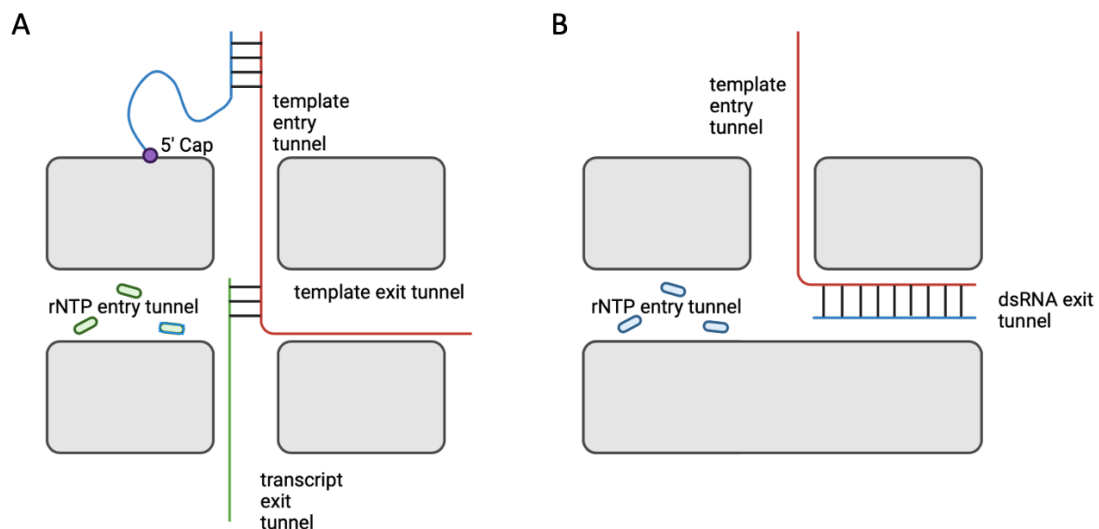 A
template
entry
tunnel
5' Cap
rNTP entry tunnel
template exit tunnel
transcript
exit
tunnel
B
template
entry
tunnel
rNTP entry tunnel
dsRNA exit
tunnel